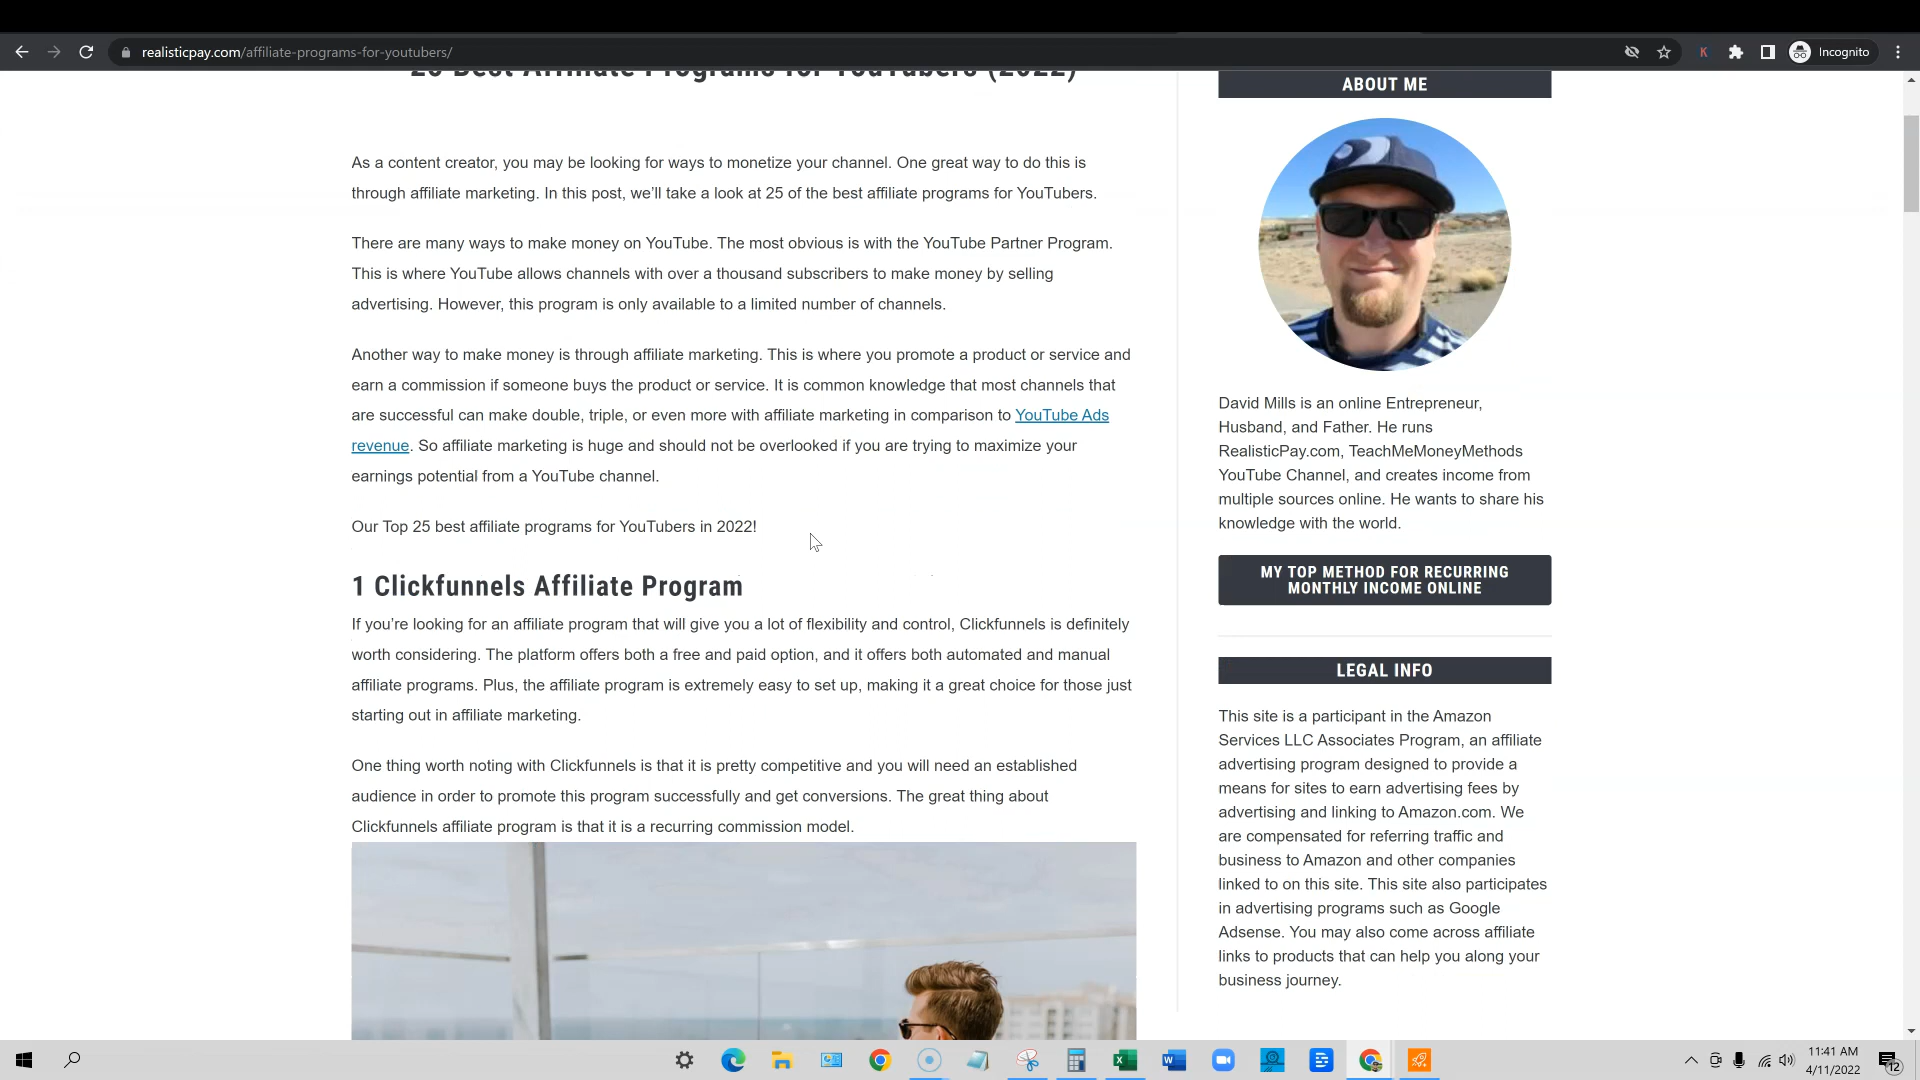 realisticpay.com/affiliate-programs-for-youtubers/
Incognito
Best Affiliate Programs for YouTubers (2022)
As a content creator, you may be looking for ways to monetize your channel. One great way to do this is
through affiliate marketing. In this post, we'll take a look at 25 of the best affiliate programs for YouTubers.
There are many ways to make money on YouTube. The most obvious is with the YouTube Partner Program.
This is where YouTube allows channels with over a thousand subscribers to make money by selling
advertising. However, this program is only available to a limited number of channels.
Another way to make money is through affiliate marketing. This is where you promote a product or service and
earn a commission if someone buys the product or service. It is common knowledge that most channels that
are successful can make double, triple, or even more with affiliate marketing in comparison to YouTube Ads
revenue. So affiliate marketing is huge and should not be overlooked if you are trying to maximize your
earnings potential from a YouTube channel.
Our Top 25 best affiliate programs for YouTubers in 2022!
1 Clickfunnels Affiliate Program
If you're looking for an affiliate program that will give you a lot of flexibility and control, Clickfunnels is definitely
worth considering. The platform offers both a free and paid option, and it offers both automated and manual
affiliate programs. Plus, the affiliate program is extremely easy to set up, making it a great choice for those just
starting out in affiliate marketing.
One thing worth noting with Clickfunnels is that it is pretty competitive and you will need an established
audience in order to promote this program successfully and get conversions. The great thing about
Clickfunnels affiliate program is that it is a recurring commission model.
ABOUT ME
David Mills is an online Entrepreneur,
Husband, and Father. He runs
RealisticPay.com, TeachMeMoneyMethods
YouTube Channel, and creates income from
multiple sources online. He wants to share his
knowledge with the world.
MY TOP METHOD FOR RECURRING
MONTHLY INCOME ONLINE
LEGAL INFO
This site is a participant in the Amazon
Services LLC Associates Program, an affiliate
advertising program designed to provide a
means for sites to earn advertising fees by
advertising and linking to Amazon.com. We
are compensated for referring traffic and
business to Amazon and other companies
linked to on this site. This site also participates
in advertising programs such as Google
Adsense. You may also come across affiliate
links to products that can help you along your
business journey.
11:41 AM
4/11/2022
12